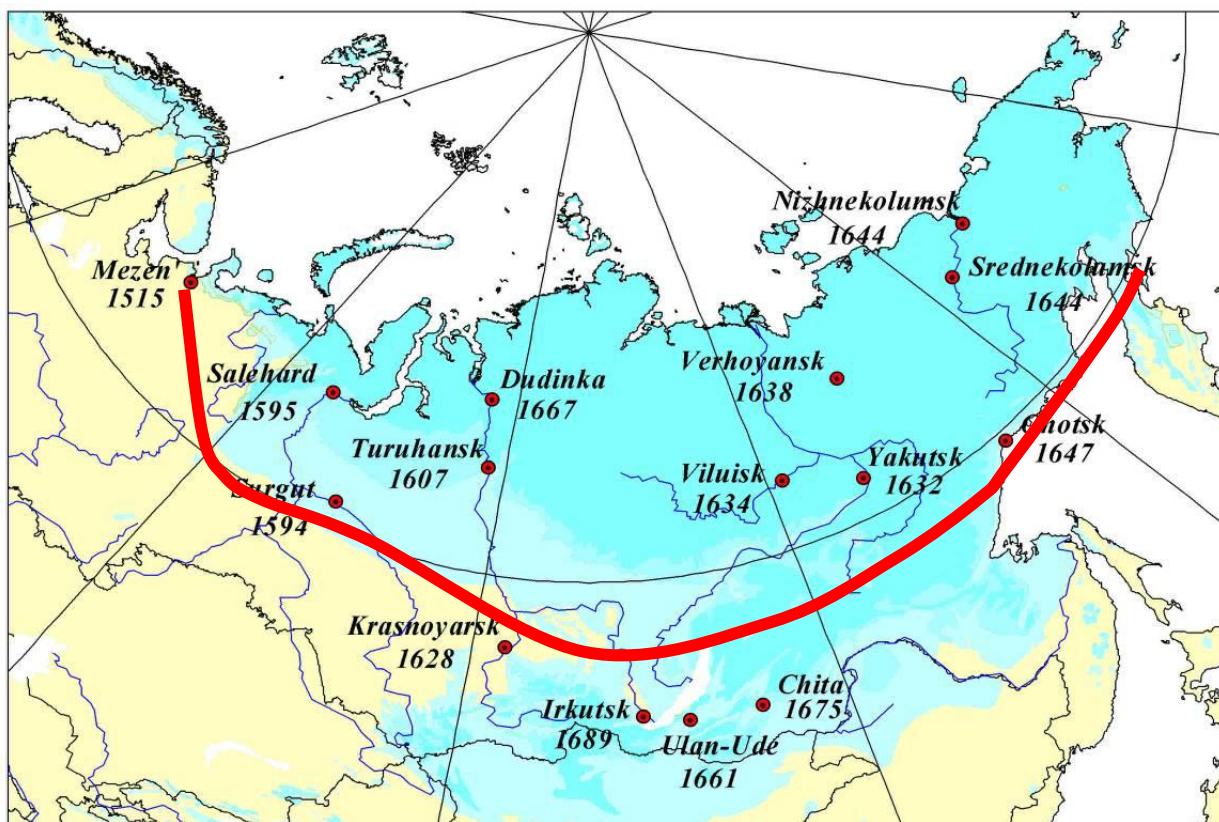 Nizhnekolumsk
1644
Mezen'
1515
Srednekolamsk
1644
Salehard
1595
Dudinka
1667
Verhoyansk
1638
Turuhansk
1607
Ohotsk
1647
Viluisk
1634
Yakutsk
1632
Surgut
1594
Krasnoyarsk
1628
Irkutsk
1689
Chita
1675
Ulan-Ude
1661